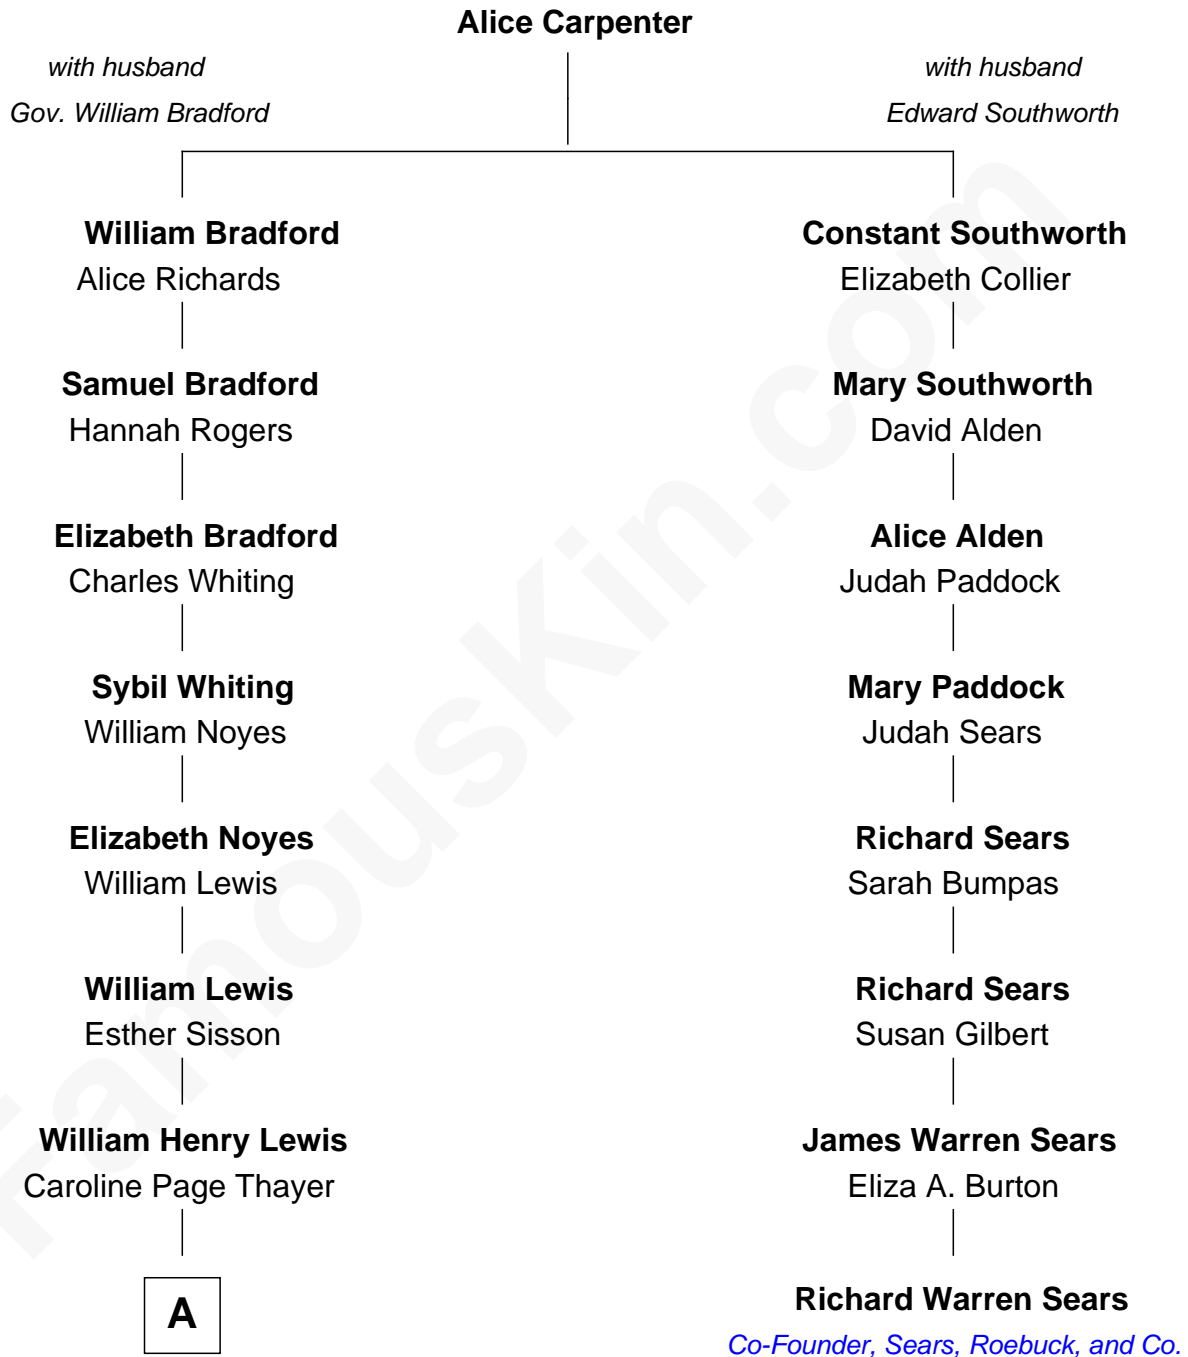 Alice Carpenter
with husband
Gov. William Bradford
with husband
Edward Southworth
William Bradford
Alice Richards
Samuel Bradford
Hannah Rogers
Elizabeth Bradford
Charles Whiting
Sybil Whiting
William Noyes
Elizabeth Noyes
William Lewis
William Lewis
Esther Sisson
William Henry Lewis
Caroline Page Thayer
A
Constant Southworth
Elizabeth Collier
Mary Southworth
David Alden
Alice Alden
Judah Paddock
Mary Paddock
Judah Sears
Richard Sears
Sarah Bumpas
Richard Sears
Susan Gilbert
James Warren Sears
Eliza A. Burton
Richard Warren Sears
Co-Founder, Sears, Roebuck, and Co.
FamousKin.com